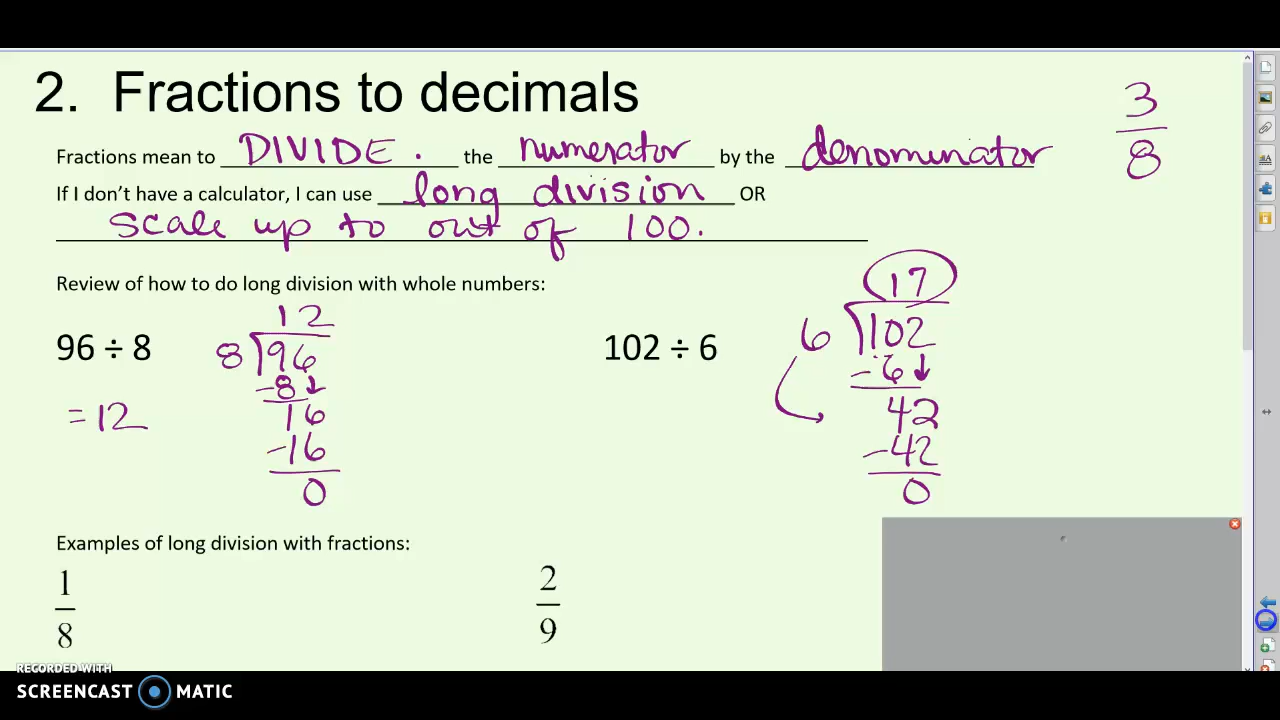 2. Fractions to decimals
3
8
Fractions mean to DIVIDE. the numerator by the denominator
If I don't have a calculator, I can use long division OR
scale up to out of 100.
Review of how to do long division with whole numbers:
96 ÷ 8
= 12
12
8 96
-8↓
16
-16
0
102 ÷ 6
17
6 102
-6↓
42
-42
0
Examples of long division with fractions:
1
8
2
9
RECORDED WITH
SCREENCAST MATIC